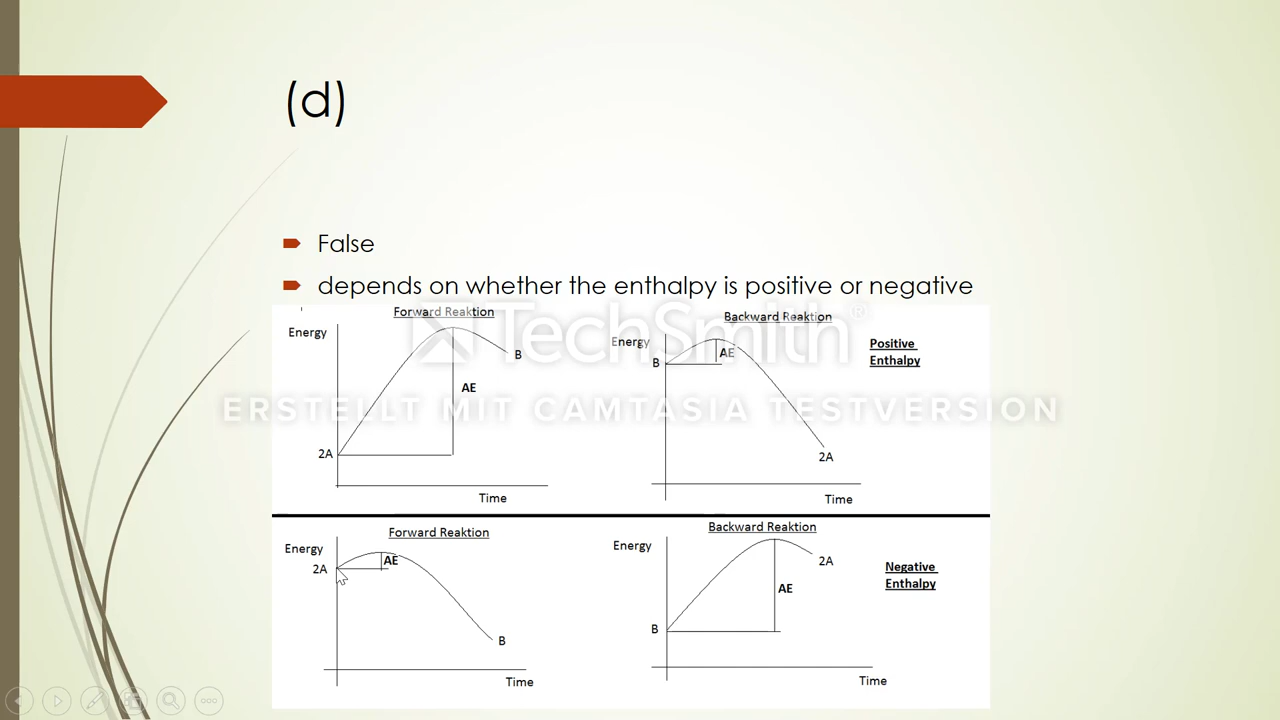 (d)
False
depends on whether the enthalpy is positive or negative
TechSmith
ERSTELLT MIT CAMTASIA TESTVERSION
Forward Reaktion
Energy
B
AE
2A
Time
Backward Reaktion
Energy
B
AE
2A
Time
Positive
Enthalpy
Forward Reaktion
Energy
2A
AE
B
Time
Backward Reaktion
Energy
2A
AE
B
Time
Negative
Enthalpy